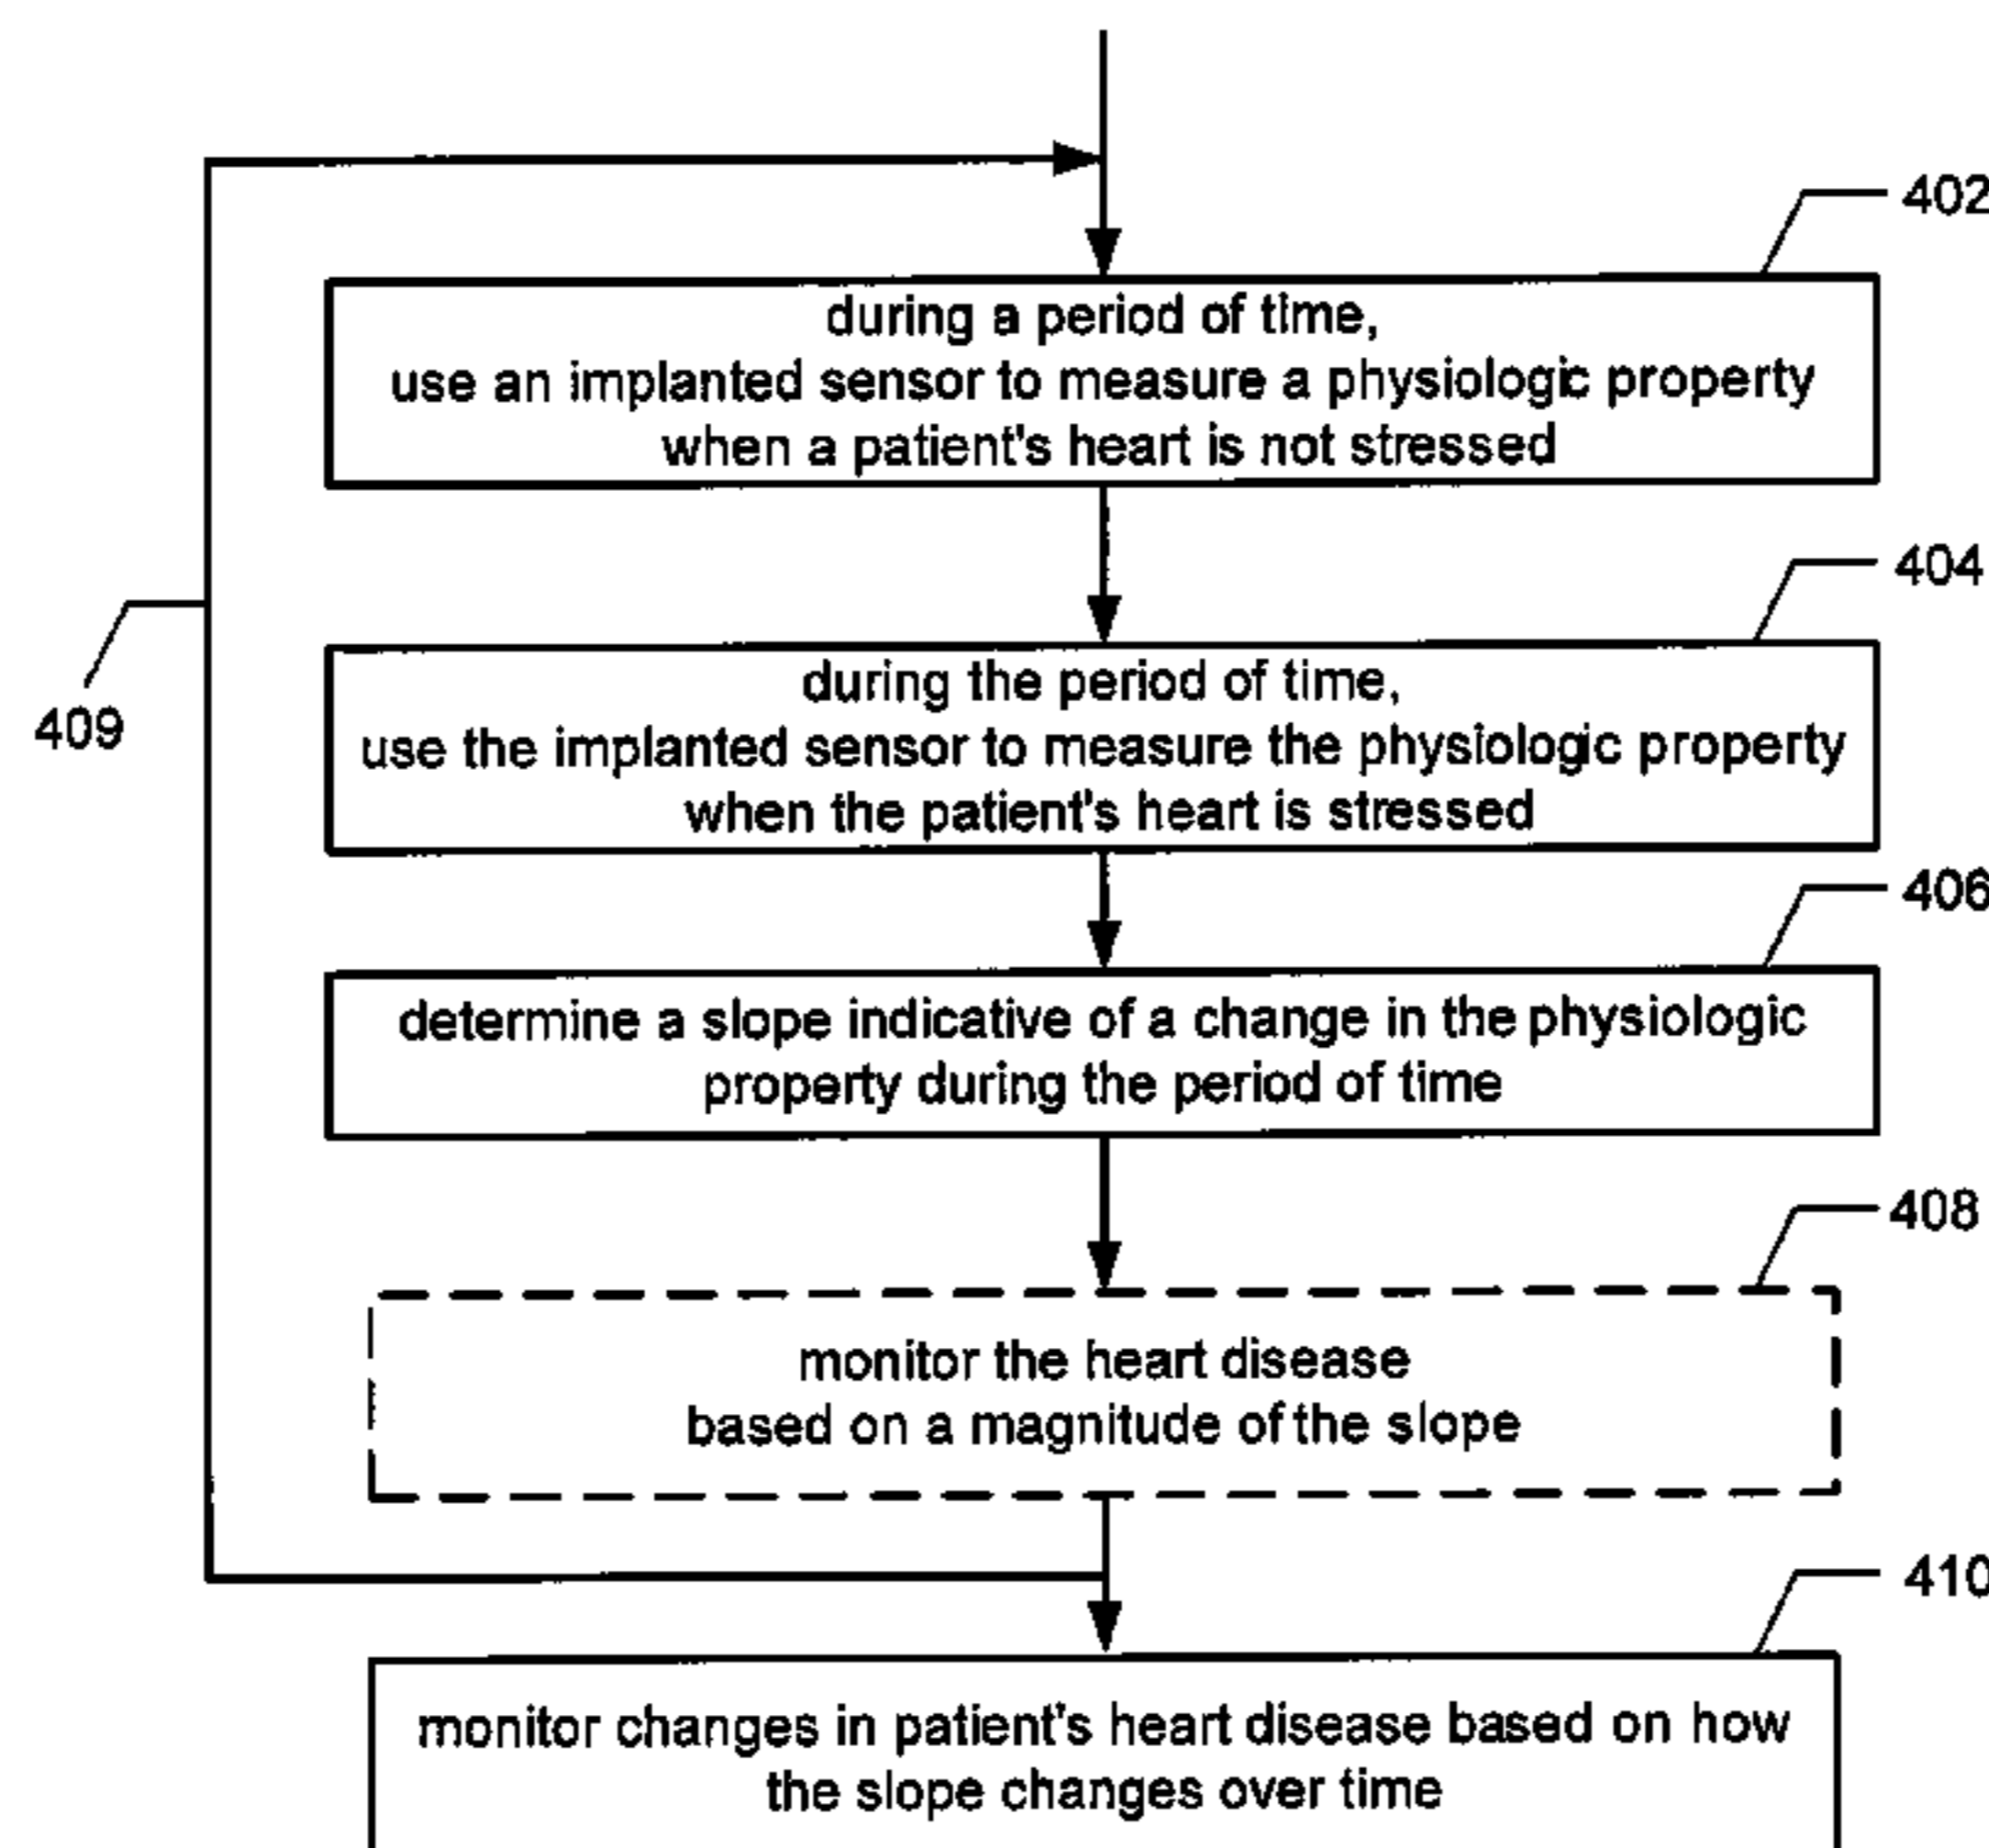 402
during a period of time,
use an implanted sensor to measure a physiologic property
when a patient's heart is not stressed
404
during the period of time,
use the implanted sensor to measure the physiologic property
when the patient's heart is stressed
409
406
determine a slope indicative of a change in the physiologic
property during the period of time
408
monitor the heart disease
based on a magnitude of the slope
410
monitor changes in patient's heart disease based on how
the slope changes over time